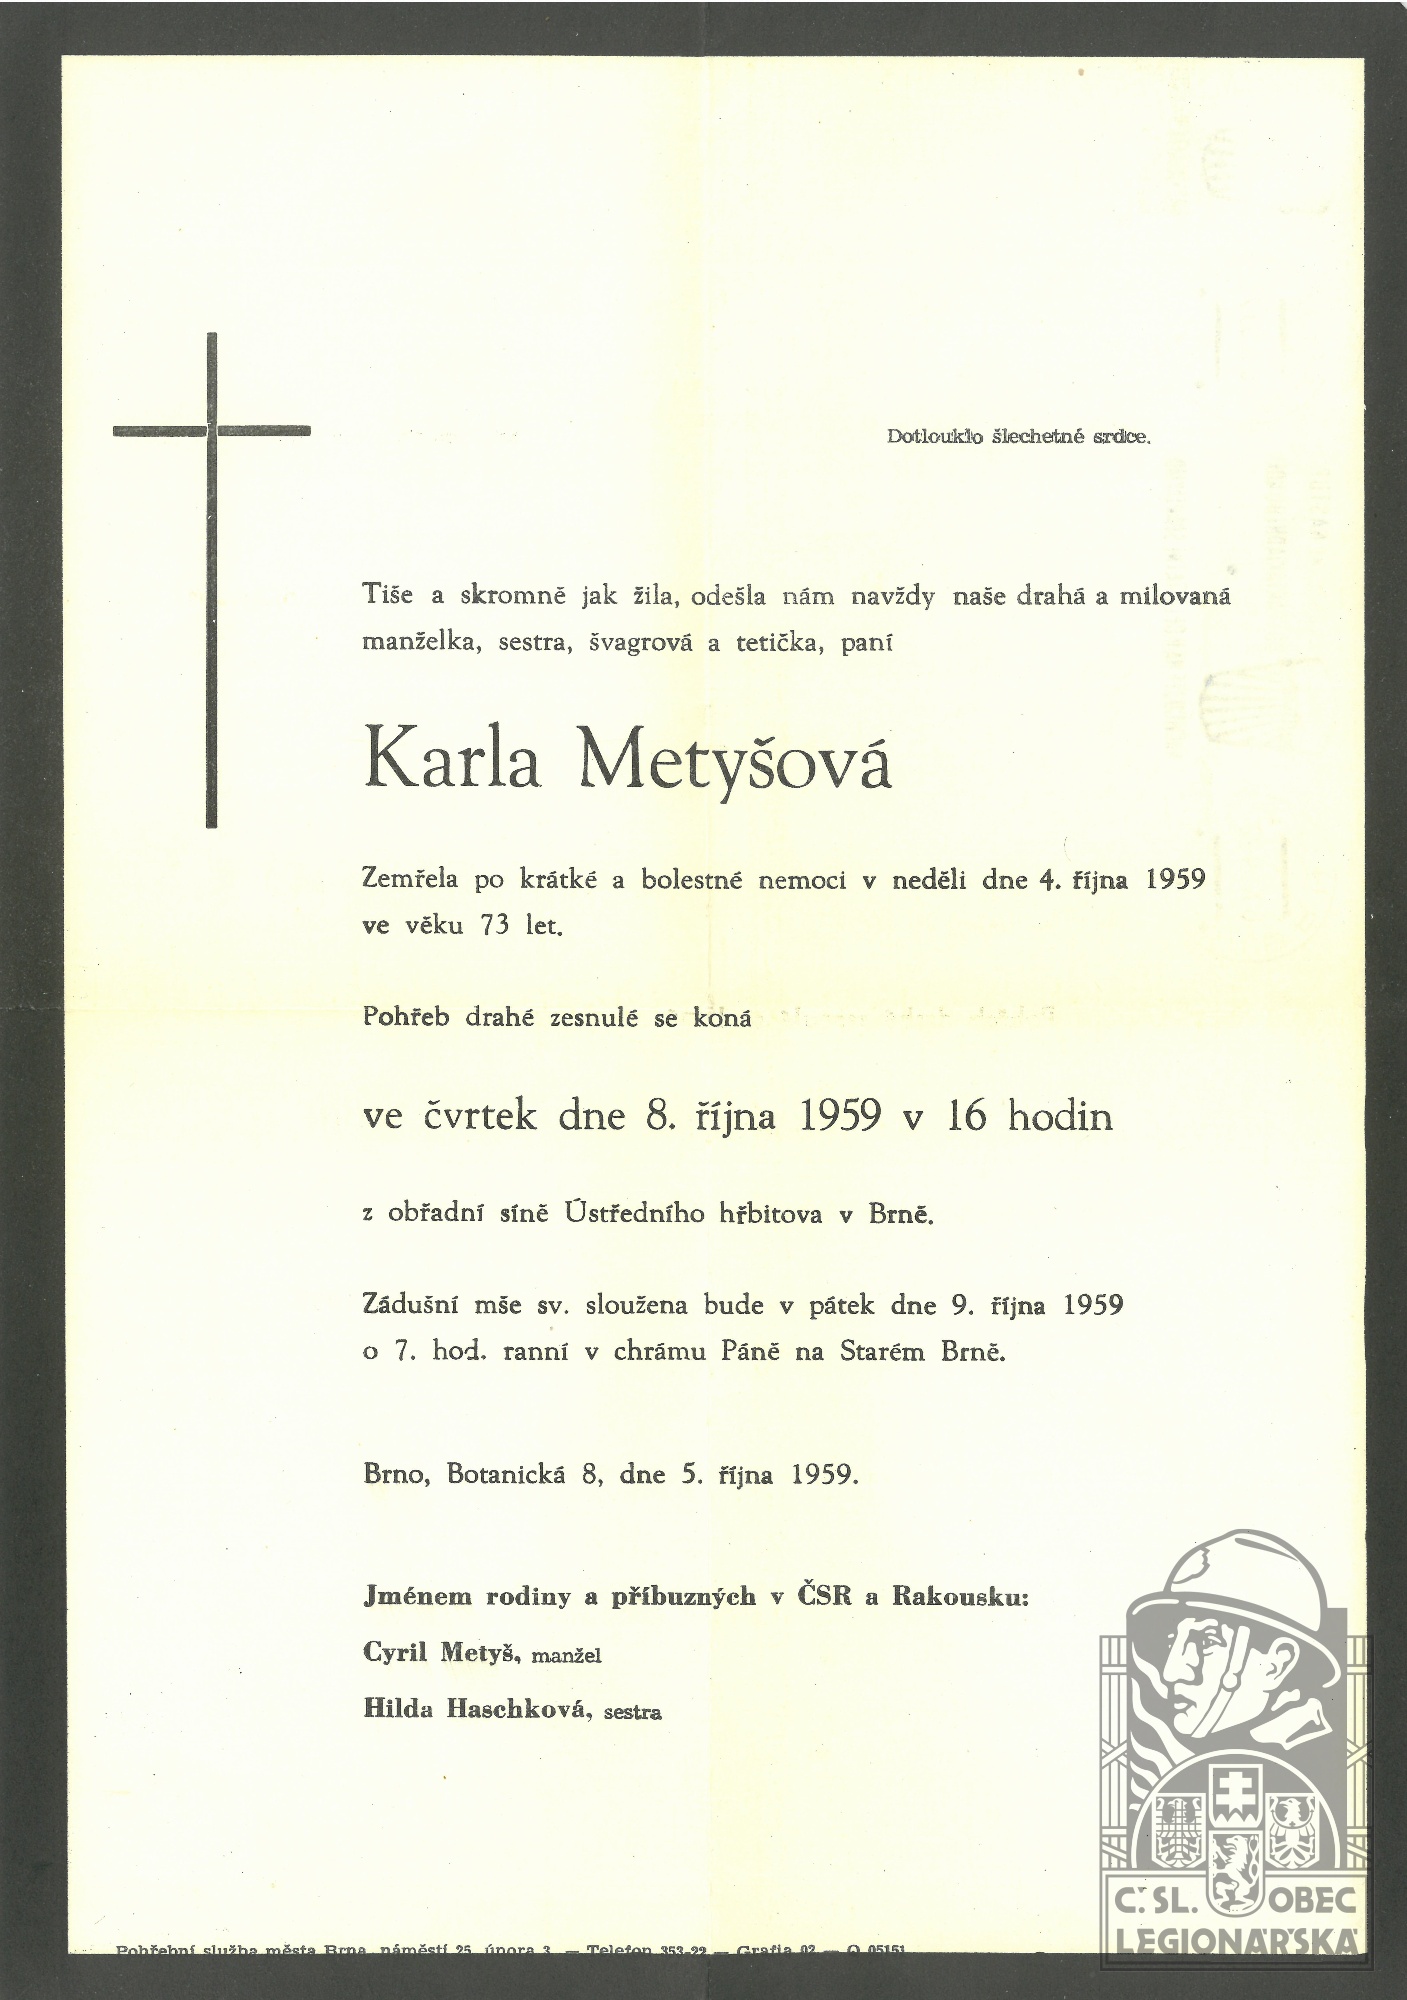 Dotlouklo šlechetné srdce.
Tiše a skromně jak žila, odešla nám navždy naše drahá a milovaná
manželka, sestra, švagrová a tetička, paní
Karla Metyšová
Zemřela po krátké a bolestné nemoci v neděli dne 4. října 1959
ve věku 73 let.
Pohřeb drahé zesnulé se koná
ve čtvrtek dne 8. října 1959 v 16 hodin
z obřadní síně Ústředního hřbitova v Brně.
Zádušní mše sv. sloužena bude v pátek dne 9. října 1959
o 7. hod. ranní v chrámu Páně na Starém Brně.
Brno, Botanická 8, dne 5. října 1959.
Jménem rodiny a příbuzných v ČSR a Rakousku:
Cyril Metyš, manžel
Hilda Haschková, sestra
Pohřební služba města Brna, náměstí 25. února 3. — Telefon 353-22 — Grafia 02 — O 05151
Č. SL. OBEC
LEGIONÁŘSKÁ